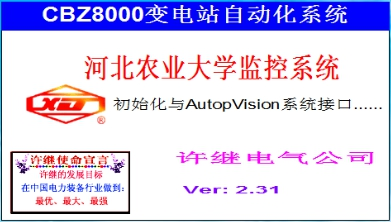 CBZ8000变电站自动化系统
河北农业大学监控系统
XJ
®
初始化与AutopVision系统接口......
许继使命宣言
许继的发展目标
在中国电力装备行业做到：
最优、最大、最强
许继电气公司
Ver: 2.31